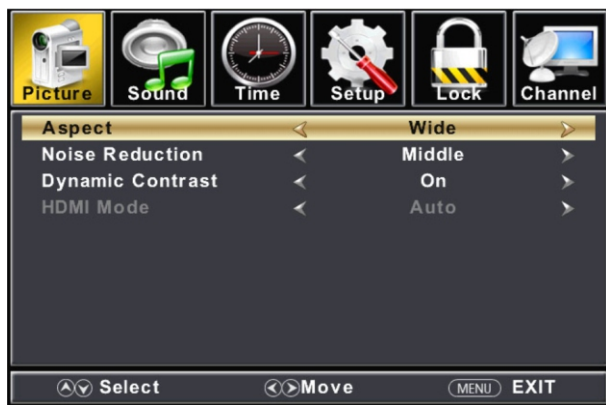 Picture Sound Time Setup Lock Channel
Aspect Wide
Noise Reduction Middle
Dynamic Contrast On
HDMI Mode Auto
Select Move MENU EXIT